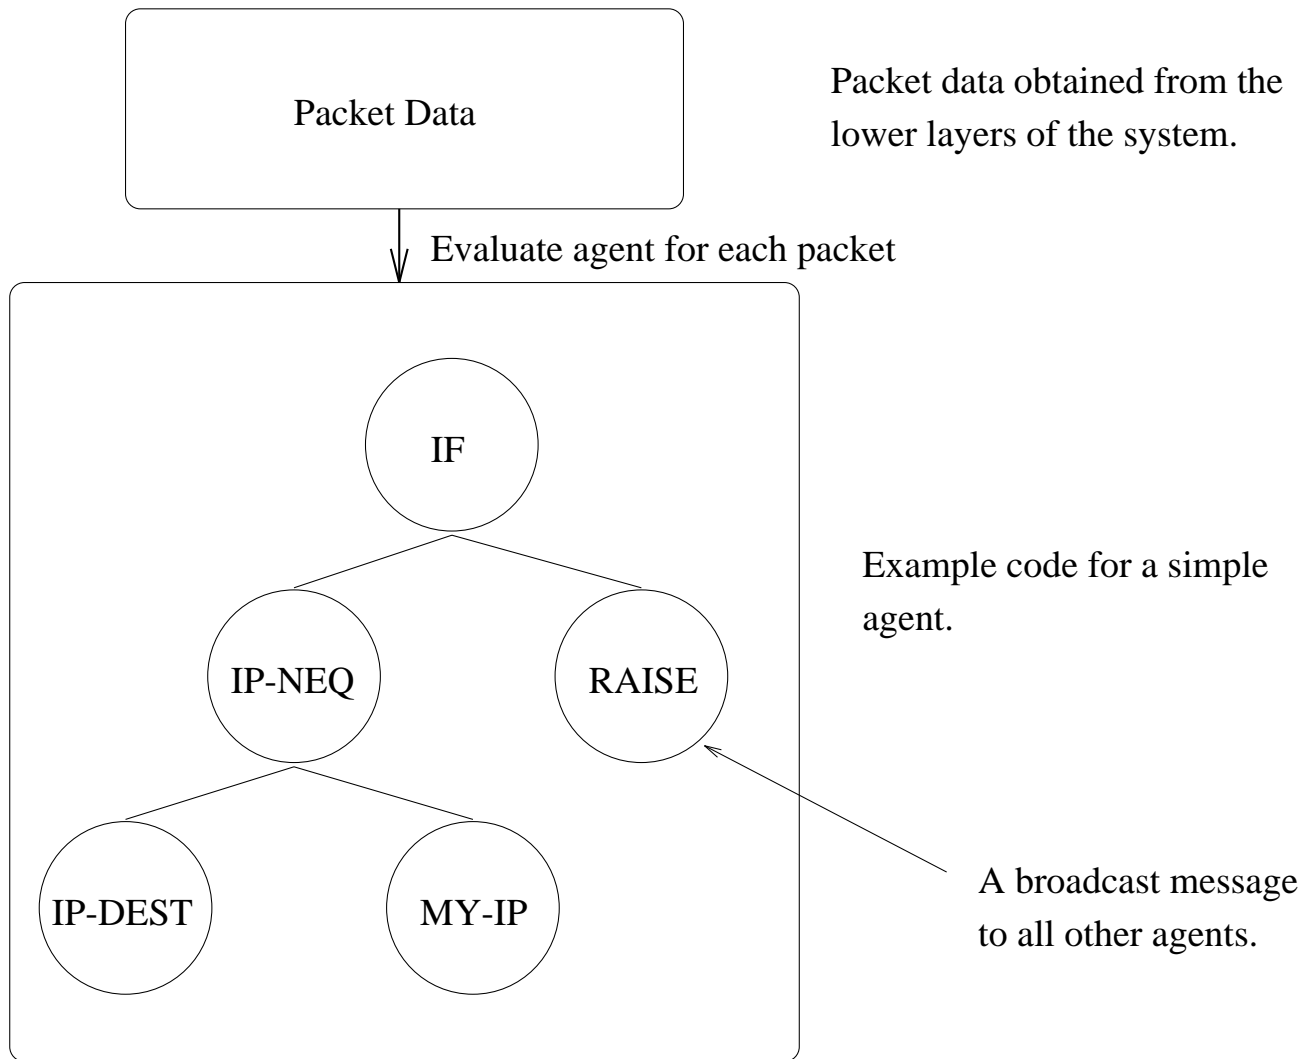 Packet Data
Packet data obtained from the
lower layers of the system.
Evaluate agent for each packet
IF
Example code for a simple
agent.
IP-NEQ
RAISE
IP-DEST
MY-IP
A broadcast message
to all other agents.